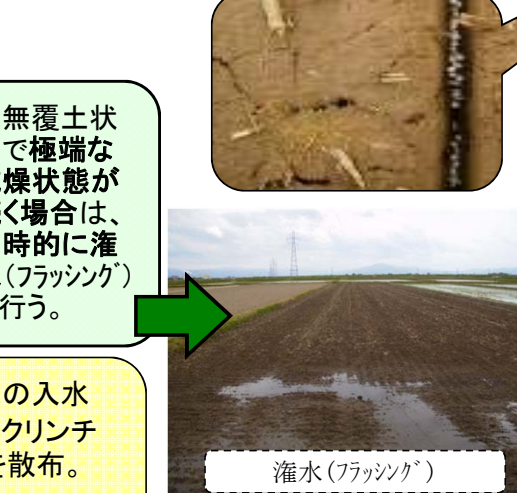 無覆土状
で極端な
燥状態が
く場合は、
時的に潅
(フラッシング)
行う。
の入水
クリンチ
を散布。
潅水(フラッシング)